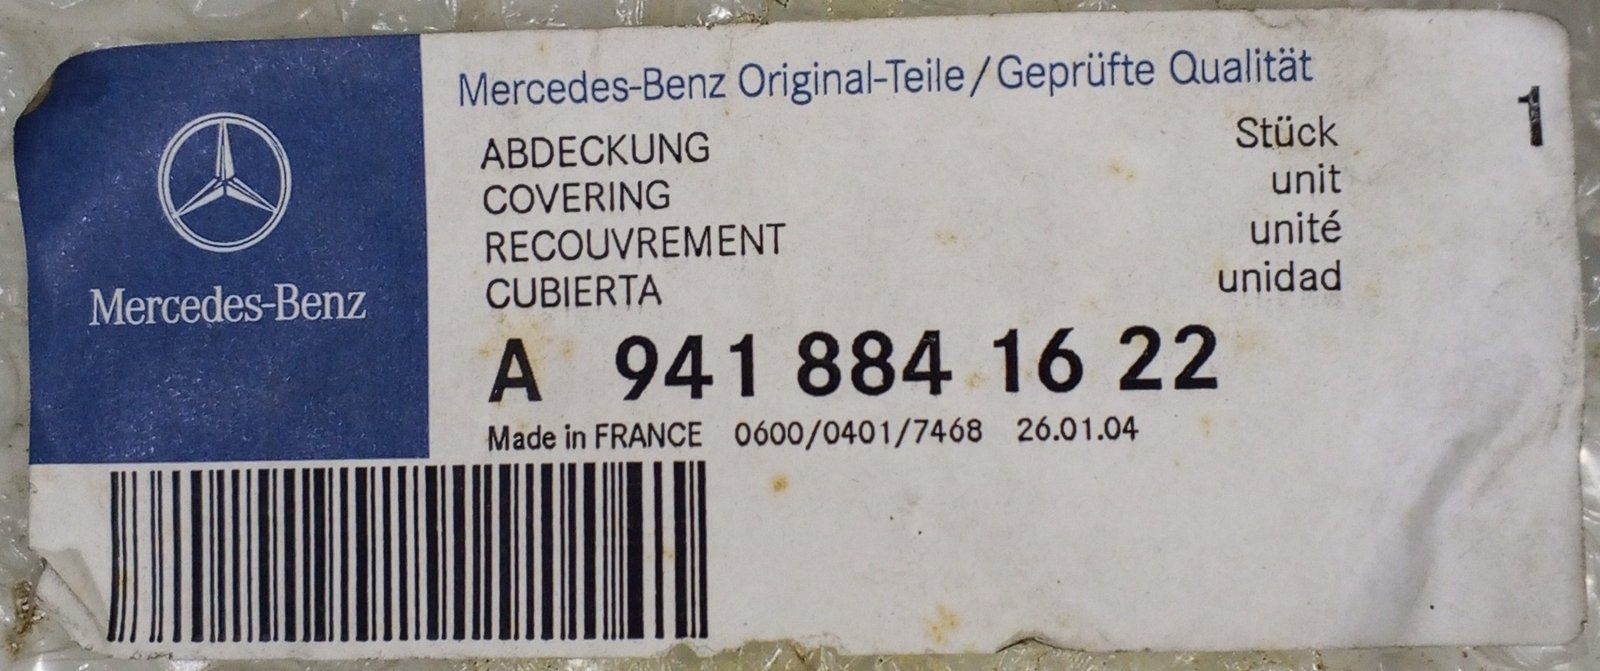 Mercedes-Benz Original-Teile/Geprüfte Qualität
Mercedes-Benz
ABDECKUNG
COVERING
RECOUVREMENT
CUBIERTA
Stück 1
unit
unité
unidad
A 941 884 16 22
Made in FRANCE 0600/0401/7468 26.01.04